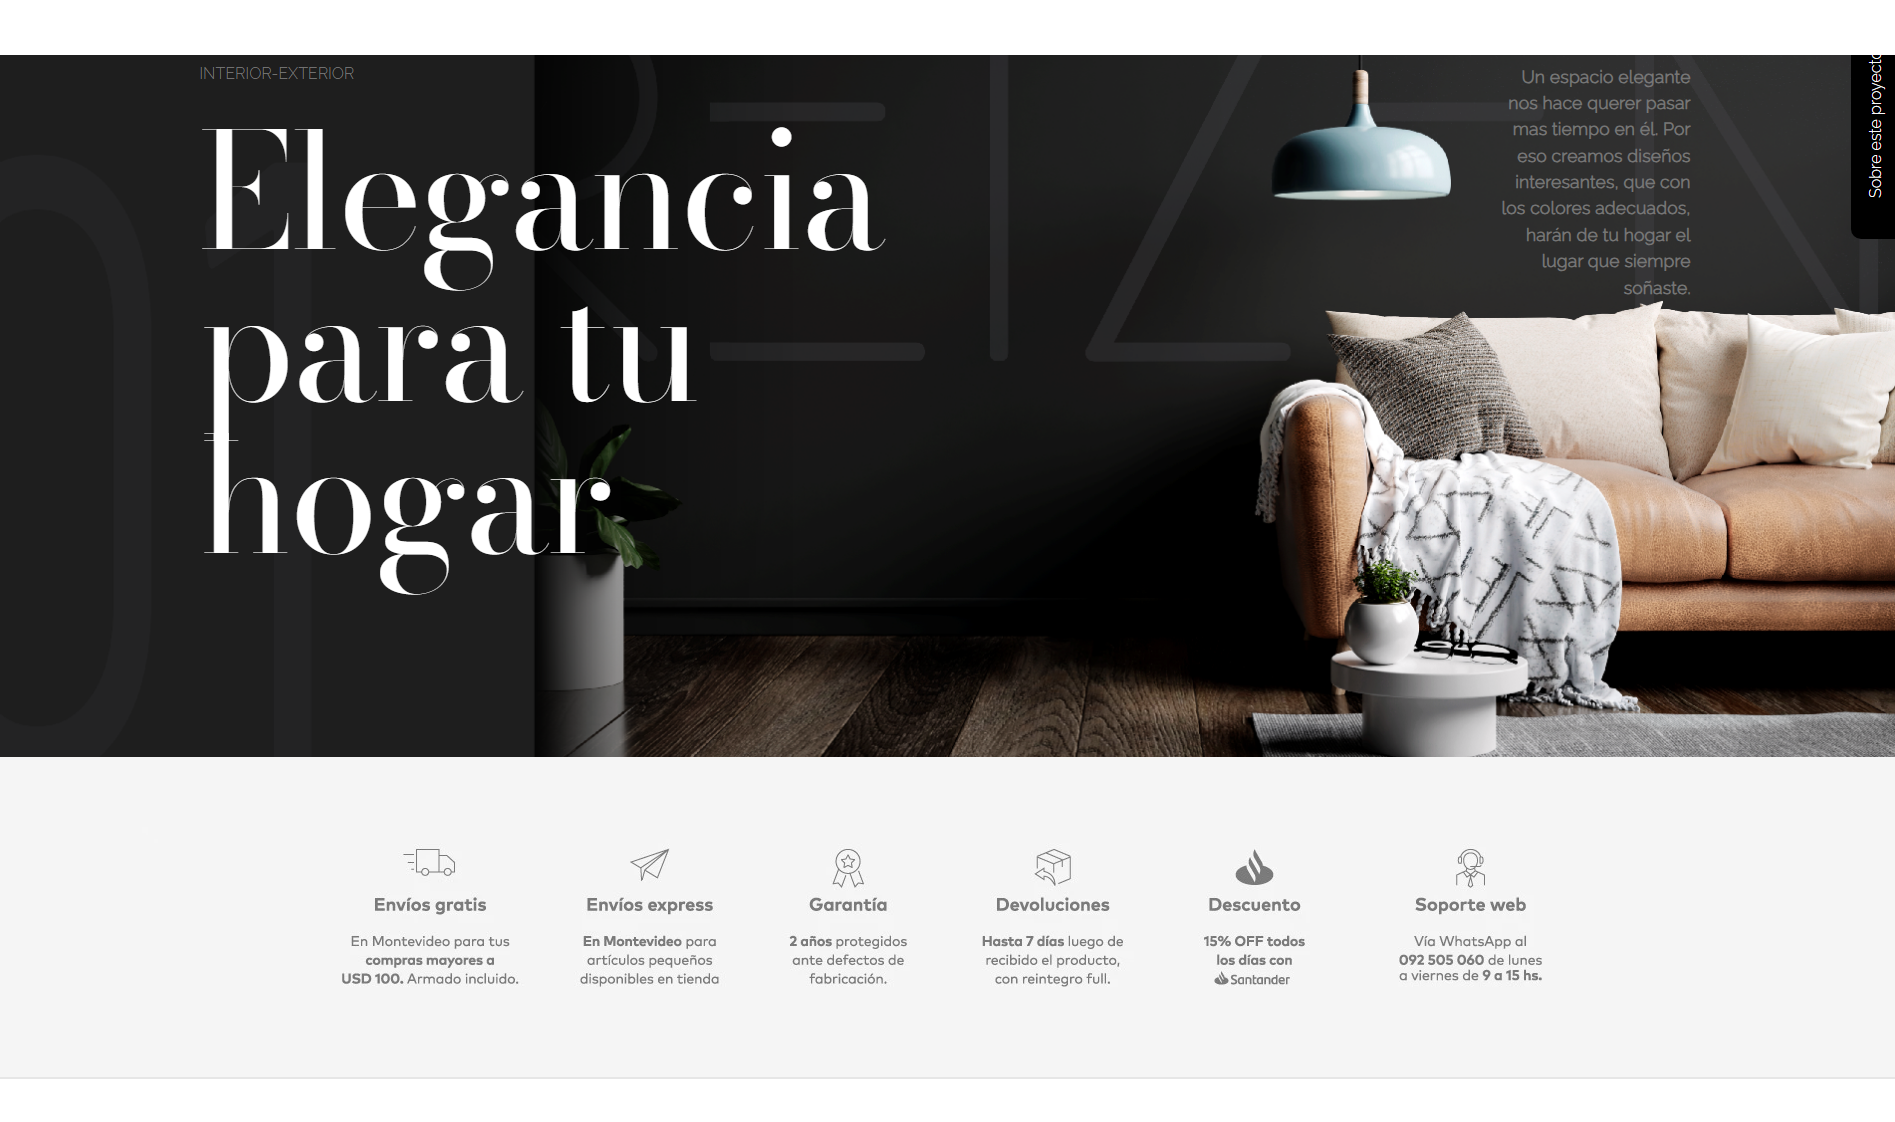 INTERIOR-EXTERIOR
Elegancia
para tu
hogar
Un espacio elegante
nos hace querer pasar
mas tiempo en él. Por
eso creamos diseños
interesantes, que con
los colores adecuados,
harán de tu hogar el
lugar que siempre
soñaste.
Sobre este proyecto
01
Envíos gratis
En Montevideo para tus
compras mayores a
USD 100. Armado incluido.
Envíos express
En Montevideo para
artículos pequeños
disponibles en tienda
Garantía
2 años protegidos
ante defectos de
fabricación.
Devoluciones
Hasta 7 días luego de
recibido el producto,
con reintegro full.
Descuento
15% OFF todos
los días con
Santander
Soporte web
Vía WhatsApp al
092 505 060 de lunes
a viernes de 9 a 15 hs.